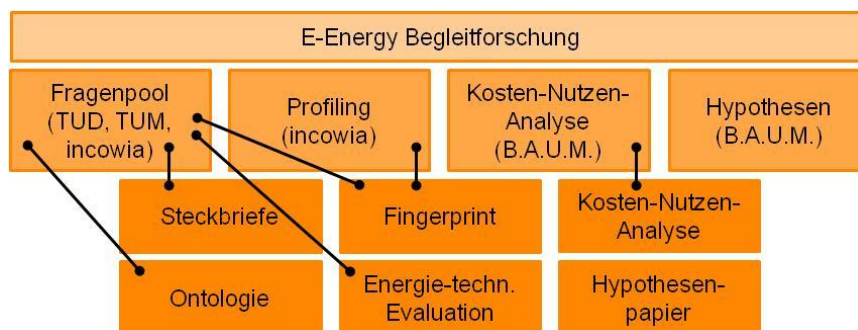 E-Energy Begleitforschung
Fragenpool
(TUD, TUM,
incowia)
Profiling
(incowia)
Kosten-Nutzen-
Analyse
(B.A.U.M.)
Hypothesen
(B.A.U.M.)
Steckbriefe
Fingerprint
Kosten-Nutzen-
Analyse
Ontologie
Energie-techn.
Evaluation
Hypothesen-
papier